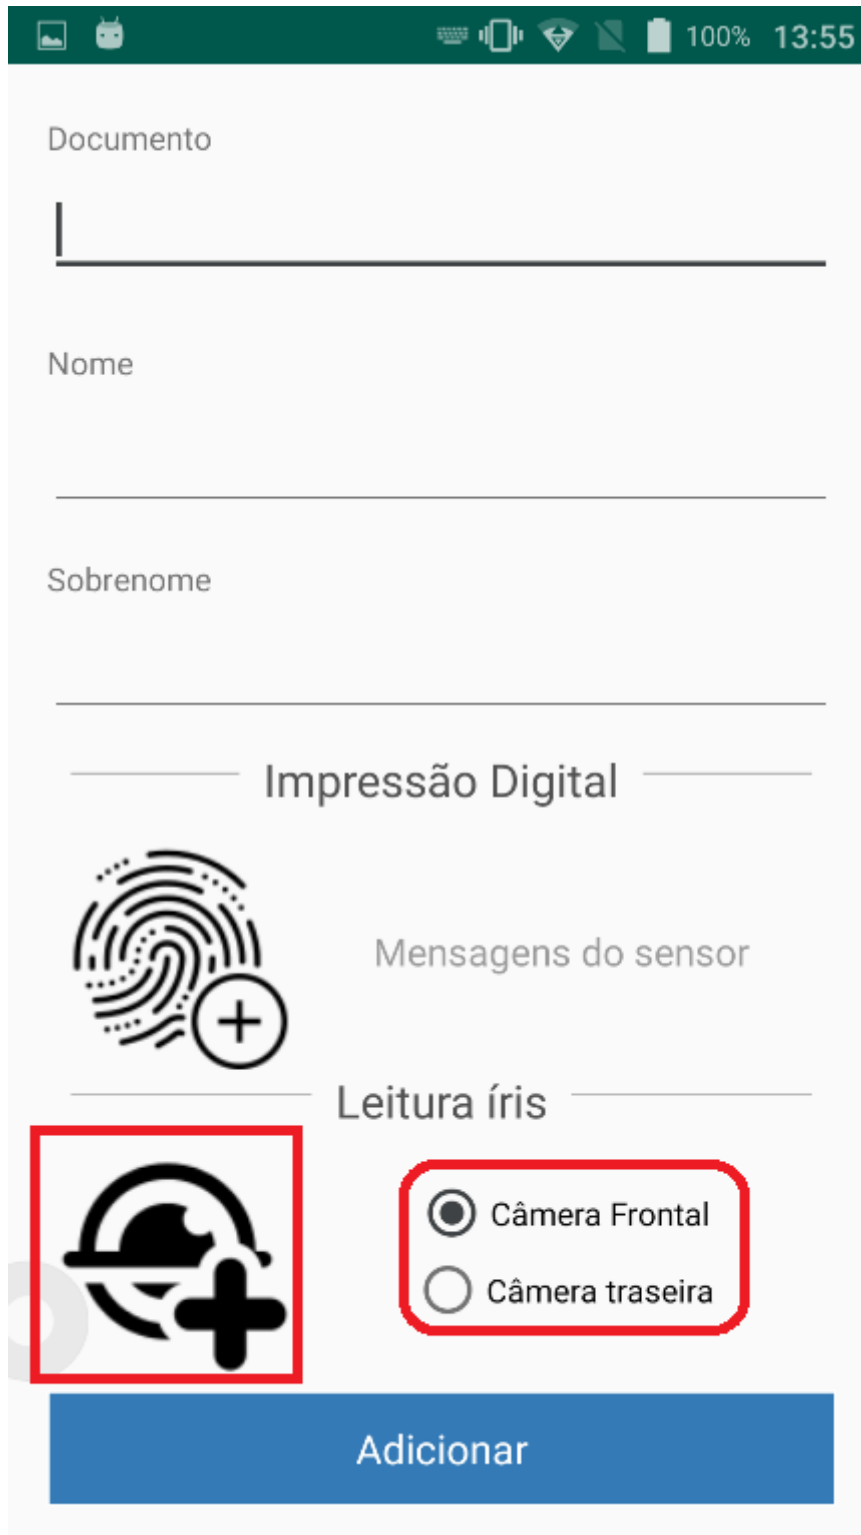 100% 13:55
Documento
Nome
Sobrenome
Impressão Digital
Mensagens do sensor
Leitura íris
Câmera Frontal
Câmera traseira
Adicionar